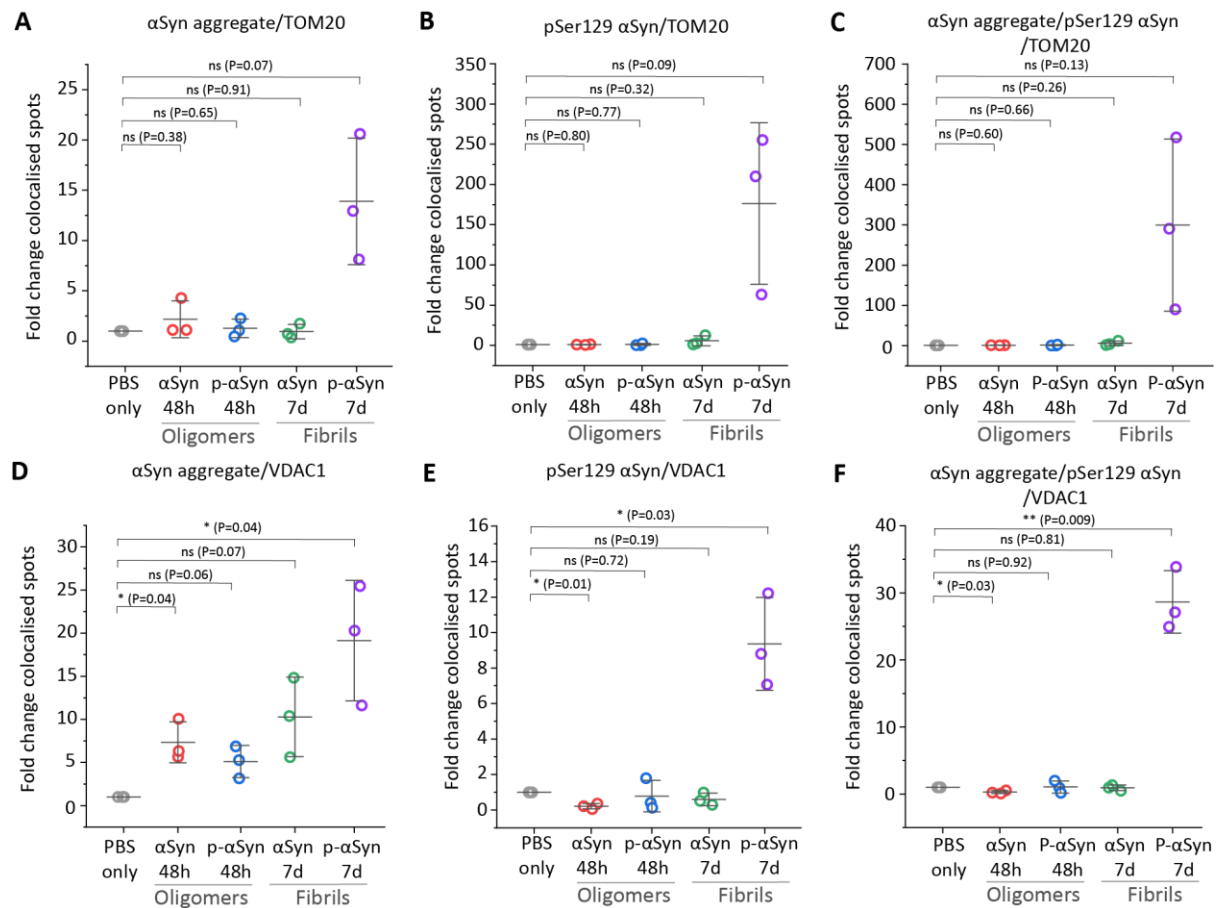 A
αSyn aggregate/TOM20
Fold change colocalised spots
25
20
15
10
5
0
ns (P=0.07)
ns (P=0.91)
ns (P=0.65)
ns (P=0.38)
PBS only
αSyn 48h
p-αSyn 48h
αSyn 7d
p-αSyn 7d
Oligomers
Fibrils
B
pSer129 αSyn/TOM20
Fold change colocalised spots
350
300
250
200
150
100
50
0
ns (P=0.09)
ns (P=0.32)
ns (P=0.77)
ns (P=0.80)
PBS only
αSyn 48h
p-αSyn 48h
αSyn 7d
p-αSyn 7d
Oligomers
Fibrils
C
αSyn aggregate/pSer129 αSyn
/TOM20
Fold change colocalised spots
700
600
500
400
300
200
100
0
ns (P=0.13)
ns (P=0.26)
ns (P=0.66)
ns (P=0.60)
PBS only
αSyn 48h
P-αSyn 48h
αSyn 7d
P-αSyn 7d
Oligomers
Fibrils
D
αSyn aggregate/VDAC1
Fold change colocalised spots
30
25
20
15
10
5
0
* (P=0.04)
ns (P=0.07)
ns (P=0.06)
* (P=0.04)
PBS only
αSyn 48h
p-αSyn 48h
αSyn 7d
p-αSyn 7d
Oligomers
Fibrils
E
pSer129 αSyn/VDAC1
Fold change colocalised spots
16
14
12
10
8
6
4
2
0
* (P=0.03)
ns (P=0.19)
ns (P=0.72)
* (P=0.01)
PBS only
αSyn 48h
p-αSyn 48h
αSyn 7d
p-αSyn 7d
Oligomers
Fibrils
F
αSyn aggregate/pSer129 αSyn
/VDAC1
Fold change colocalised spots
40
30
20
10
0
** (P=0.009)
ns (P=0.81)
ns (P=0.92)
* (P=0.03)
PBS only
αSyn 48h
P-αSyn 48h
αSyn 7d
P-αSyn 7d
Oligomers
Fibrils